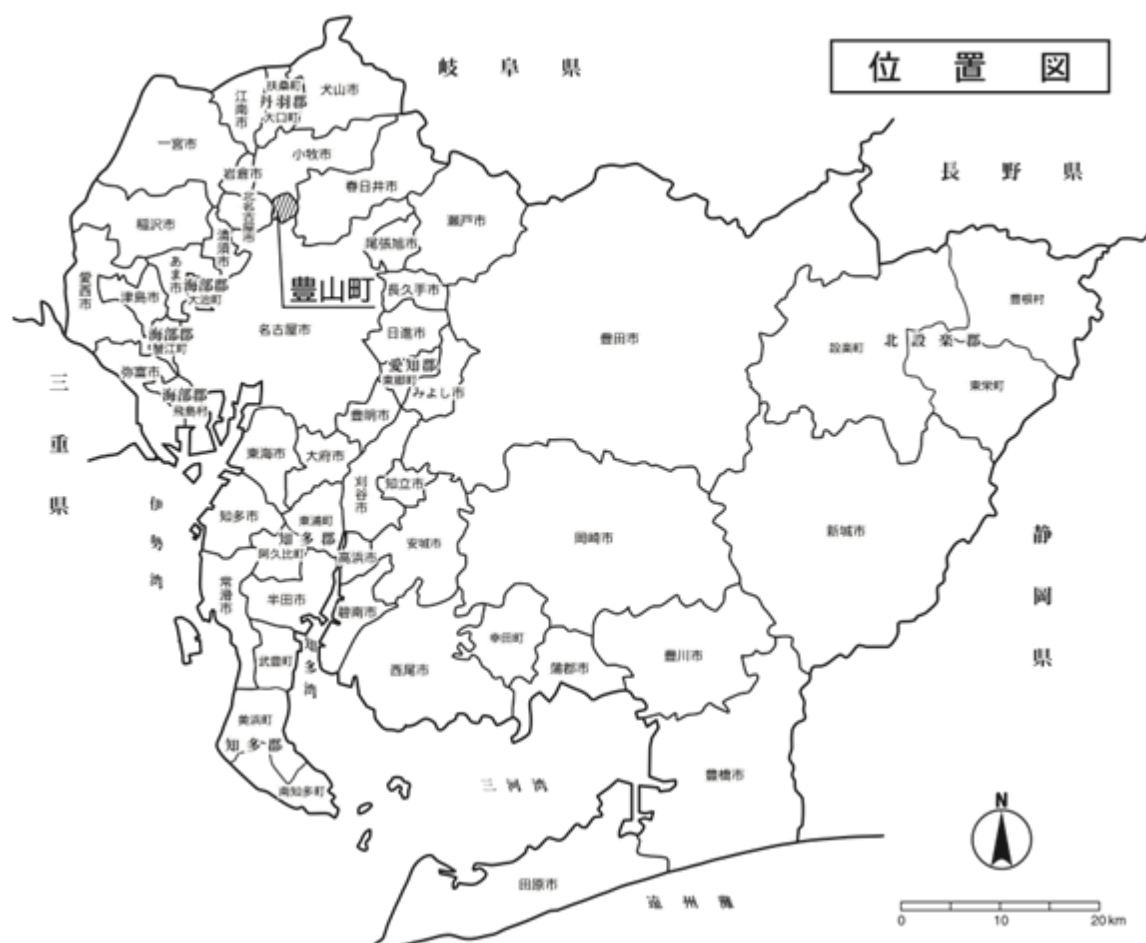 位置図
岐阜県
長野県
三重県
静岡県
扶桑町
丹羽郡
大口町
犬山市
江南市
一宮市
小牧市
岩倉市
春日井市
北名古屋市
稲沢市
清須市
瀬戸市
尾張旭市
あま市
海部郡
大治町
豊山町
長久手市
愛西市
津島市
名古屋市
日進市
豊田市
豊根村
設楽町
北設楽郡
東栄町
海部郡
蟹江町
愛知郡
東郷町
みよし市
弥富市
海部郡
飛島村
豊明市
東海市
大府市
刈谷市
知立市
伊勢湾
知多市
東浦町
知多郡
阿久比町
高浜市
安城市
岡崎市
新城市
常滑市
半田市
碧南市
武豊町
知多湾
西尾市
幸田町
蒲郡市
豊川市
美浜町
知多郡
南知多町
三河湾
豊橋市
田原市
遠州灘
N
0 10 20km